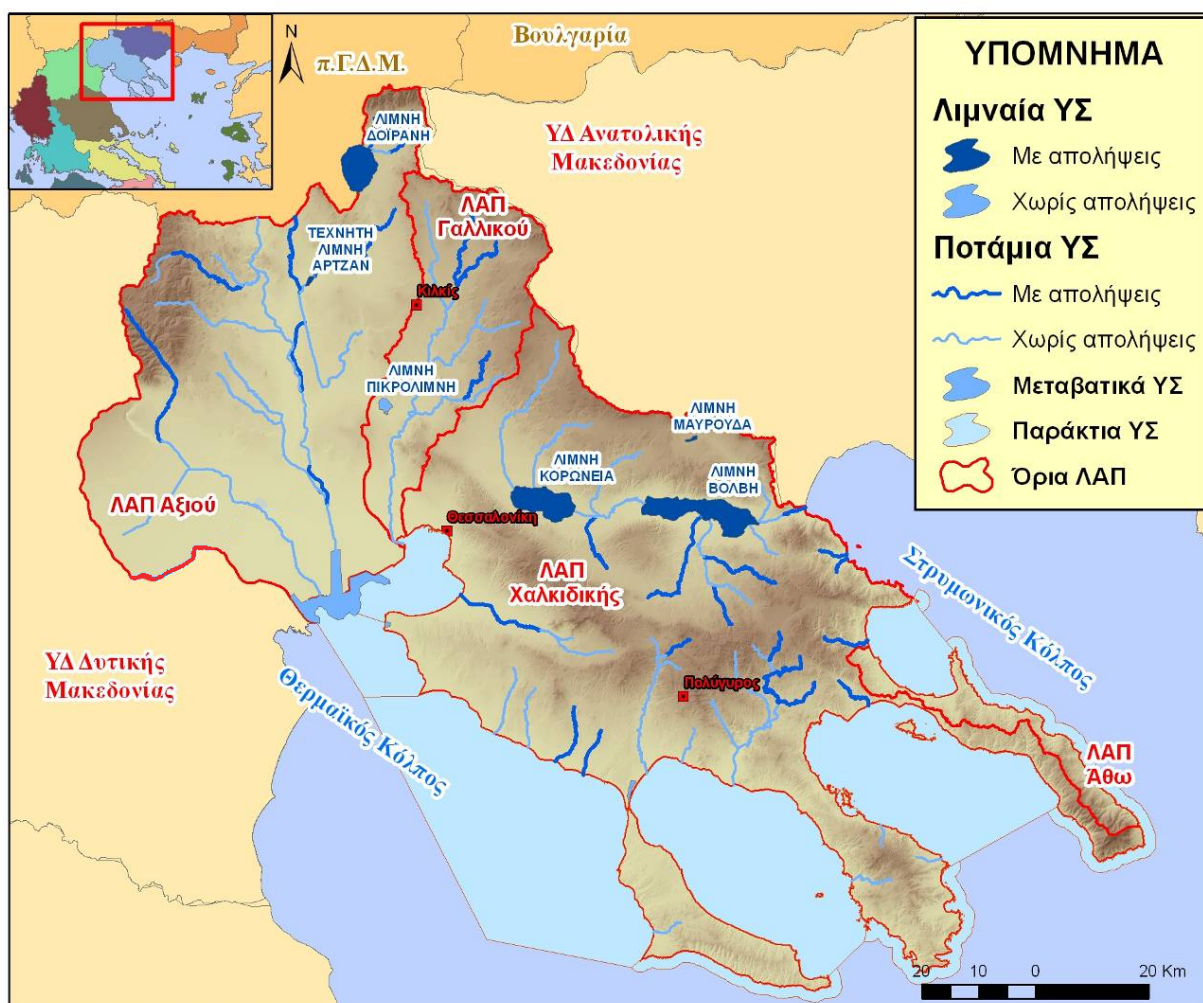 N
π.Γ.Δ.Μ.
Βουλγαρία
ΥΔ Ανατολικής
Μακεδονίας
ΛΙΜΝΗ
ΔΟΪΡΑΝΗ
ΛΑΠ
Γαλλικού
ΤΕΧΝΗΤΗ
ΛΙΜΝΗ
ΑΡΤΖΑΝ
Κιλκίς
ΛΙΜΝΗ
ΠΙΚΡΟΛΙΜΝΗ
ΛΙΜΝΗ
ΜΑΥΡΟΥΔΑ
ΛΙΜΝΗ
ΚΟΡΩΝΕΙΑ
ΛΙΜΝΗ
ΒΟΛΒΗ
ΛΑΠ Αξιού
Θεσσαλονίκη
ΛΑΠ
Χαλκιδικής
Στρυμωνικός Κόλπος
ΥΔ Δυτικής
Μακεδονίας
Θερμαϊκός Κόλπος
Πολύγυρος
ΛΑΠ
Άθω
ΥΠΟΜΝΗΜΑ
Λιμναία ΥΣ
Με απολήψεις
Χωρίς απολήψεις
Ποτάμια ΥΣ
Με απολήψεις
Χωρίς απολήψεις
Μεταβατικά ΥΣ
Παράκτια ΥΣ
Όρια ΛΑΠ
20 10 0 20 Km